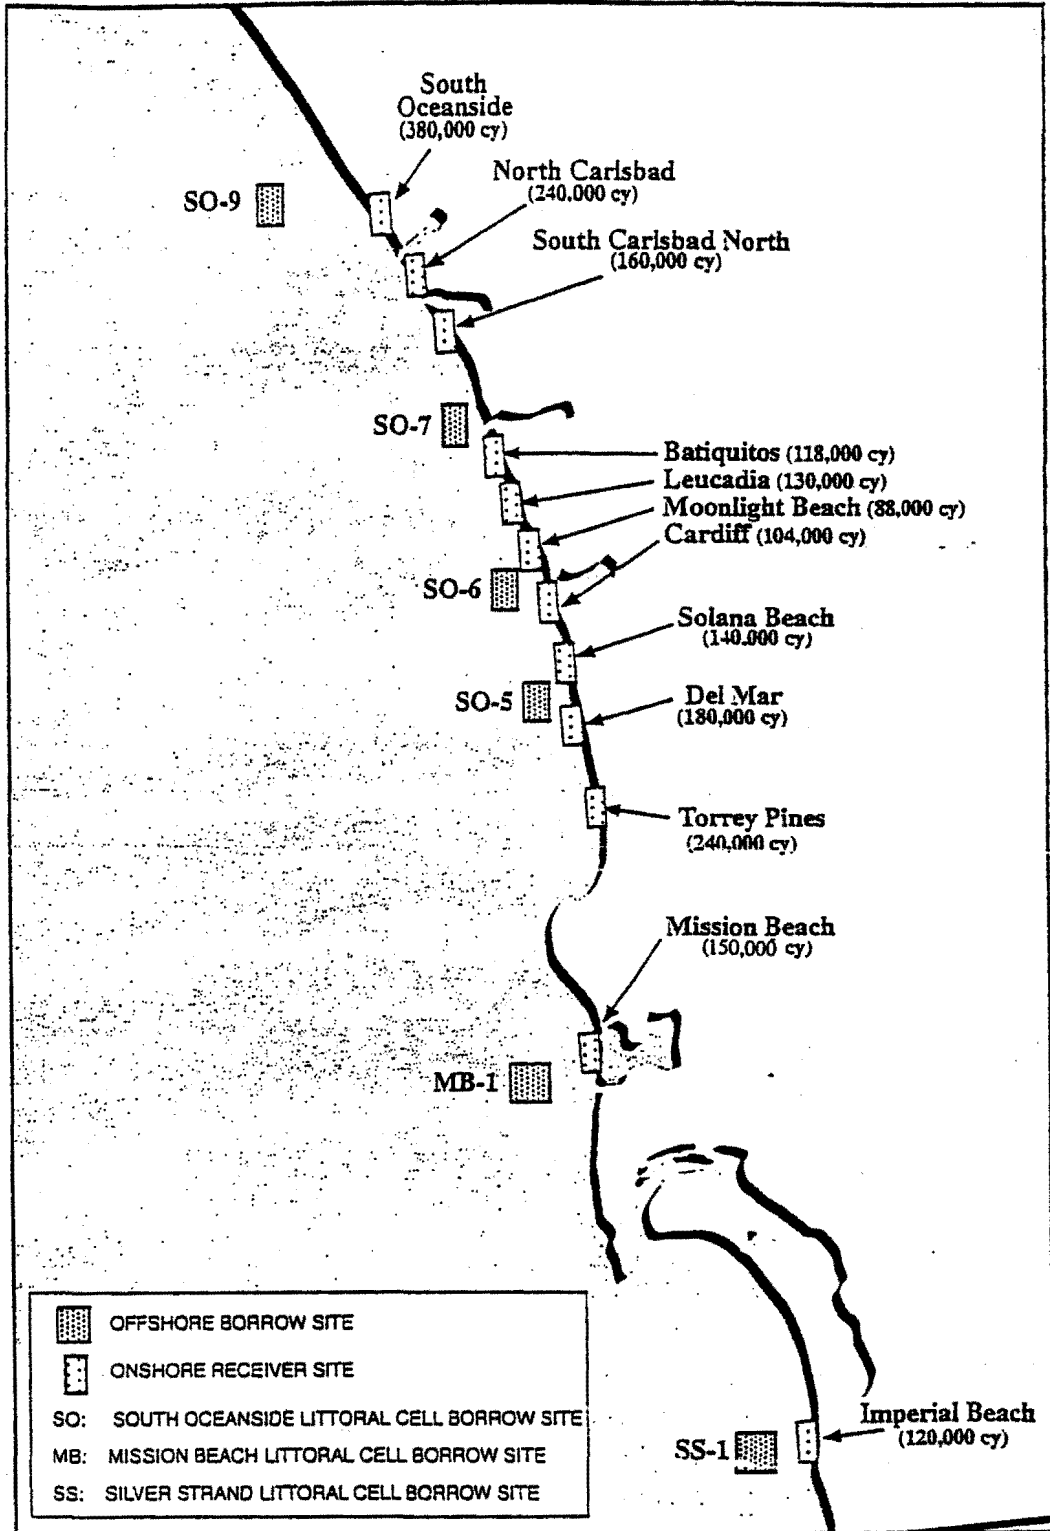 South
Oceanside
(380,000 cy)
North Carlsbad
(240.000 cy)
SO-9
South Carlsbad North
(160,000 cy)
SO-7
Batiquitos (118,000 cy)
Leucadia (130,000 cy)
Moonlight Beach (88,000 cy)
Cardiff (104,000 cy)
SO-6
Solana Beach
(140.000 cy)
SO-5
Del Mar
(180,000 cy)
Torrey Pines
(240,000 cy)
Mission Beach
(150,000 cy)
MB-1
OFFSHORE BORROW SITE
ONSHORE RECEIVER SITE
SO: SOUTH OCEANSIDE LITTORAL CELL BORROW SITE
MB: MISSION BEACH LITTORAL CELL BORROW SITE
SS: SILVER STRAND LITTORAL CELL BORROW SITE
Imperial Beach
(120,000 cy)
SS-1